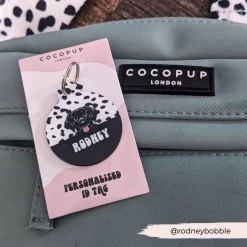 COCOPUP
LONDON
COCOPUP
LONDON
RODNEY
PERSONALISED
ID TAG
@rodneybobble